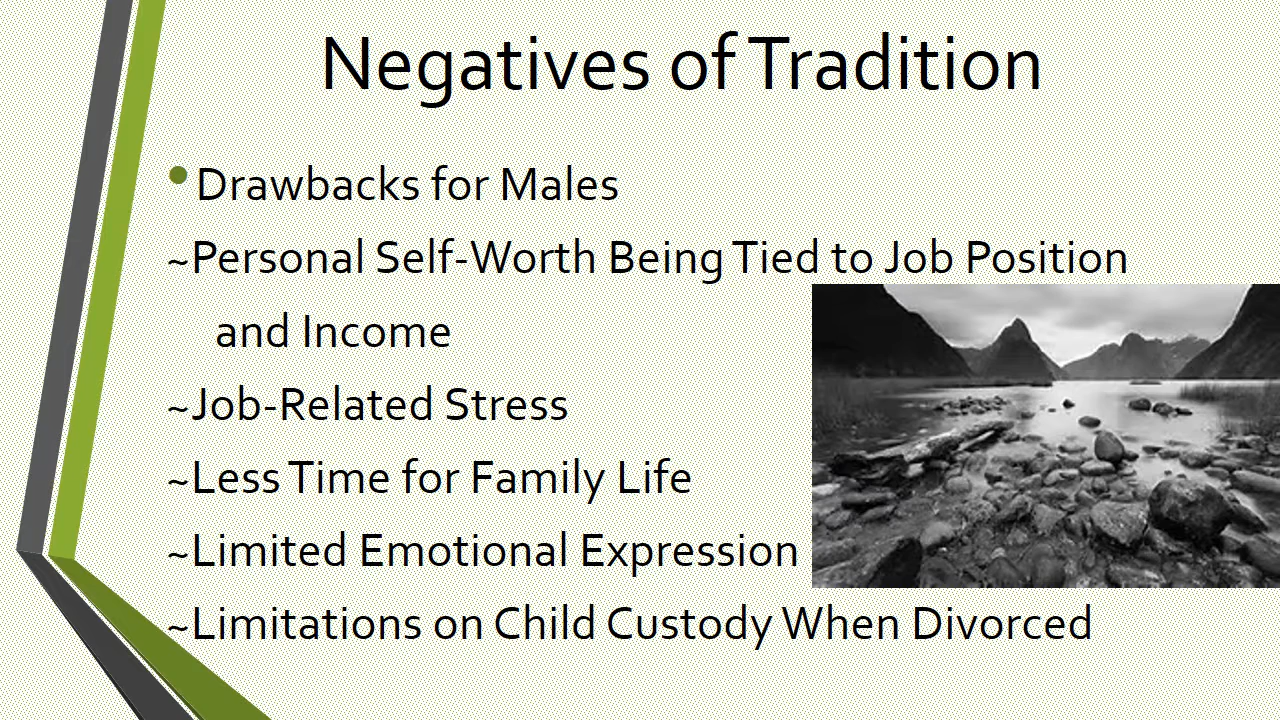 Negatives of Tradition
• Drawbacks for Males
~Personal Self-Worth Being Tied to Job Position
and Income
~Job-Related Stress
~Less Time for Family Life
~Limited Emotional Expression
~Limitations on Child Custody When Divorced